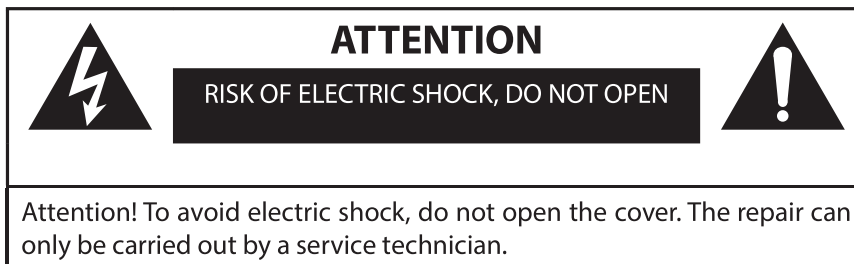 ATTENTION
RISK OF ELECTRIC SHOCK, DO NOT OPEN
Attention! To avoid electric shock, do not open the cover. The repair can
only be carried out by a service technician.